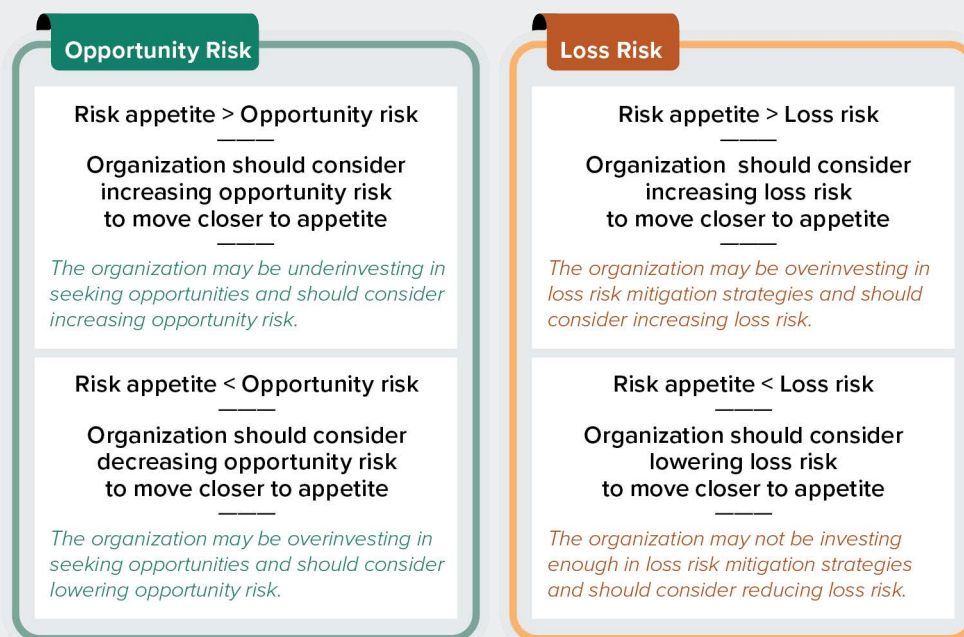 Opportunity Risk
Risk appetite > Opportunity risk
Organization should consider
increasing opportunity risk
to move closer to appetite
The organization may be underinvesting in
seeking opportunities and should consider
increasing opportunity risk.
Risk appetite < Opportunity risk
Organization should consider
decreasing opportunity risk
to move closer to appetite
The organization may be overinvesting in
seeking opportunities and should consider
lowering opportunity risk.
Loss Risk
Risk appetite > Loss risk
Organization should consider
increasing loss risk
to move closer to appetite
The organization may be overinvesting in
loss risk mitigation strategies and should
consider increasing loss risk.
Risk appetite < Loss risk
Organization should consider
lowering loss risk
to move closer to appetite
The organization may not be investing
enough in loss risk mitigation strategies
and should consider reducing loss risk.